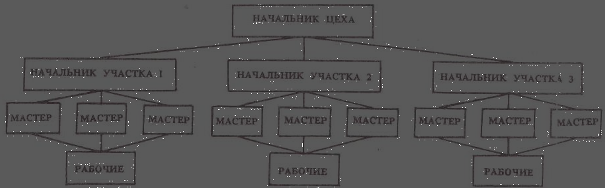 НАЧАЛЬНИК ЦЕХА
НАЧАЛЬНИК УЧАСТКА 1
НАЧАЛЬНИК УЧАСТКА 2
НАЧАЛЬНИК УЧАСТКА 3
МАСТЕР МАСТЕР МАСТЕР МАСТЕР МАСТЕР МАСТЕР МАСТЕР МАСТЕР МАСТЕР
РАБОЧИЕ РАБОЧИЕ РАБОЧИЕ